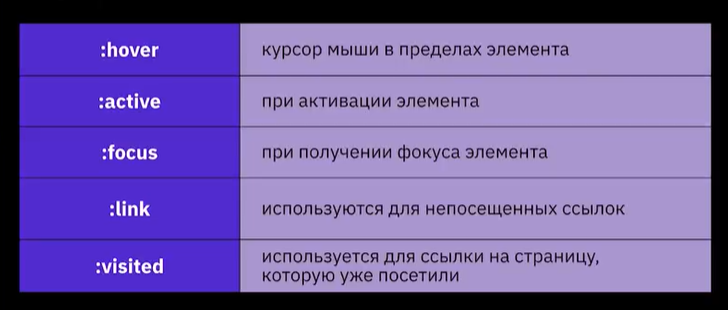 :hover курсор мыши в пределах элемента
:active при активации элемента
:focus при получении фокуса элемента
:link используются для непосещенных ссылок
:visited используется для ссылки на страницу,
которую уже посетили